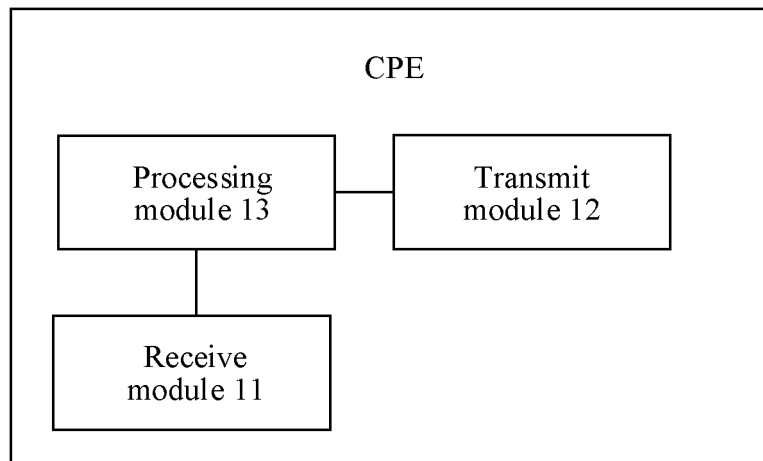 CPE
Processing
module 13
Transmit
module 12
Receive
module 11